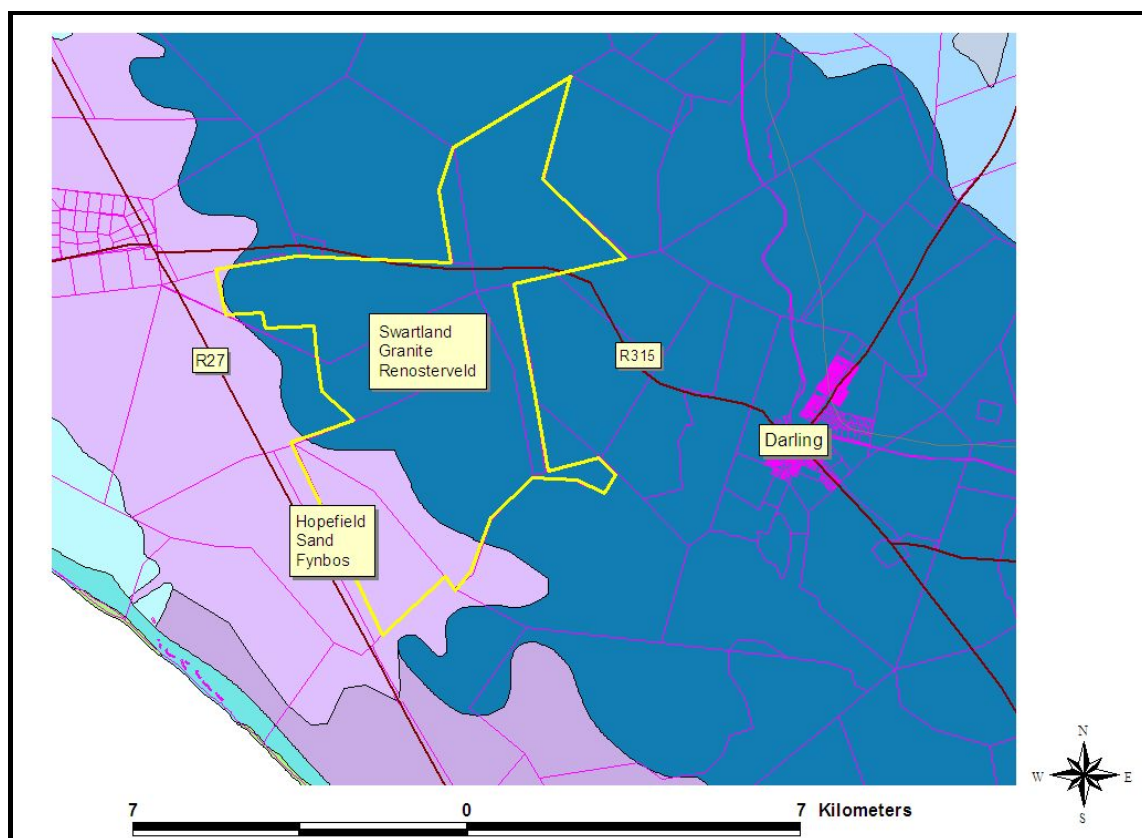 R27
Swartland
Granite
Renosterveld
R315
Darling
Hopefield
Sand
Fynbos
N
W
E
S
7
0
7 Kilometers